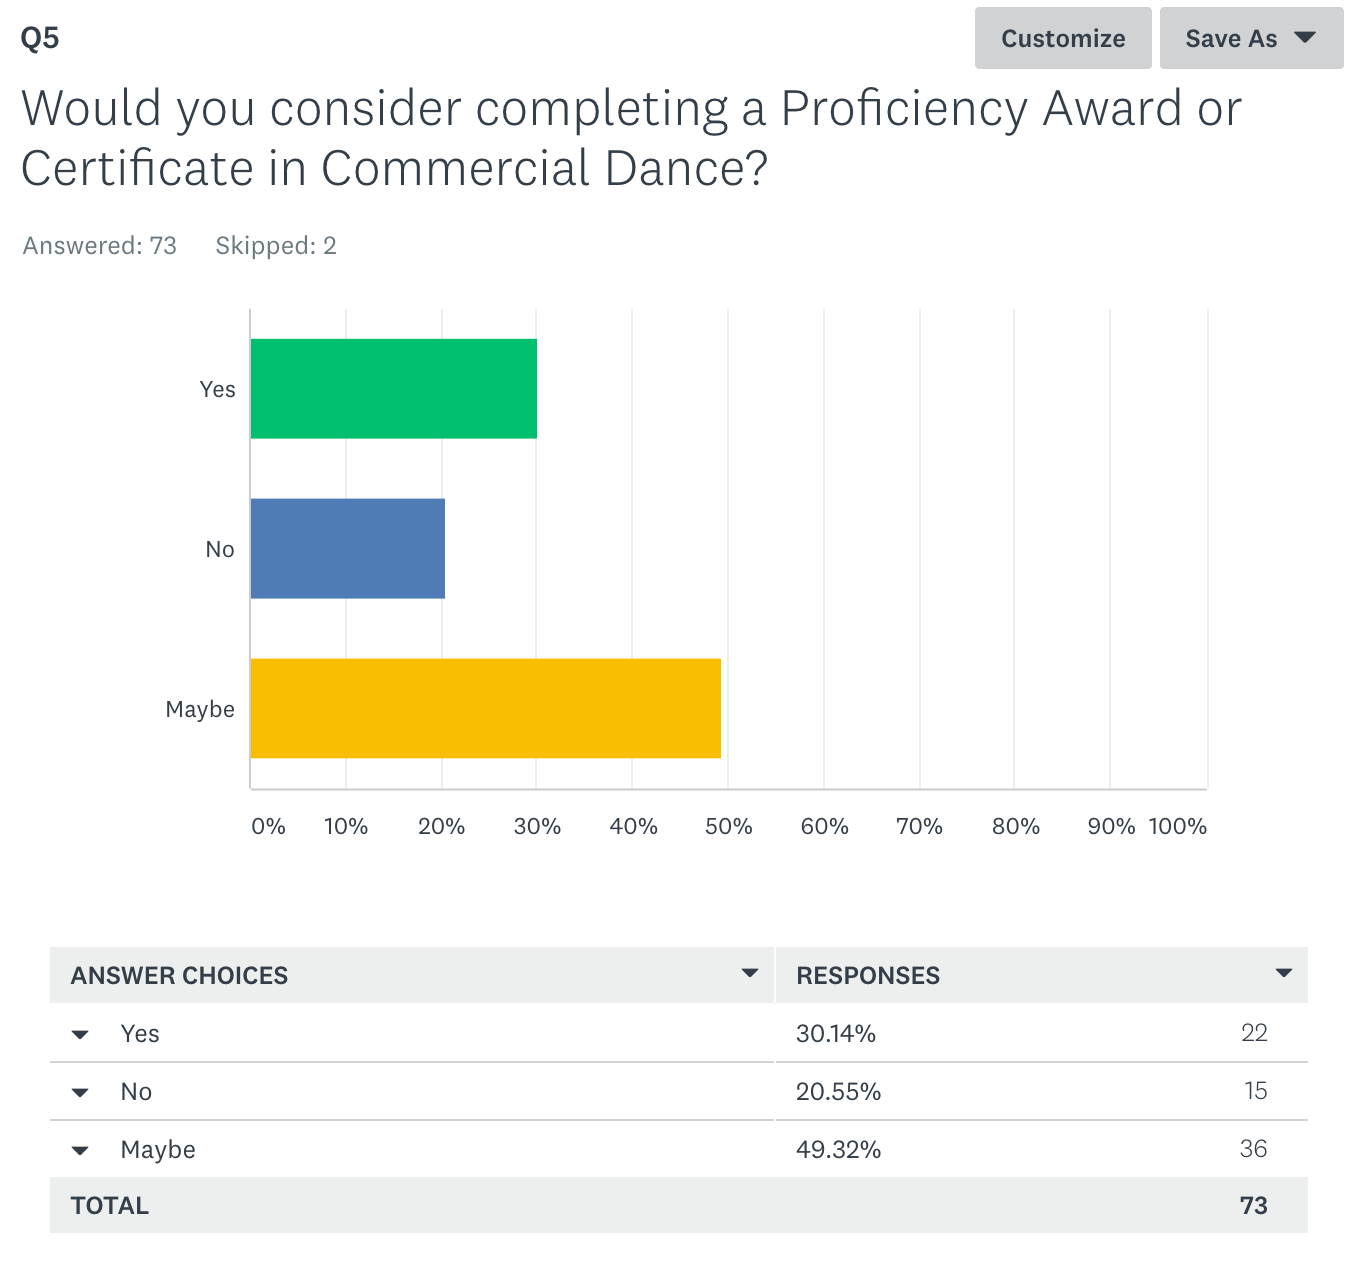 Q5
Customize
Save As
Would you consider completing a Proficiency Award or
Certificate in Commercial Dance?
Answered: 73 Skipped: 2
Yes
No
Maybe
0% 10% 20% 30% 40% 50% 60% 70% 80% 90% 100%
ANSWER CHOICES RESPONSES
Yes 30.14% 22
No 20.55% 15
Maybe 49.32% 36
TOTAL 73